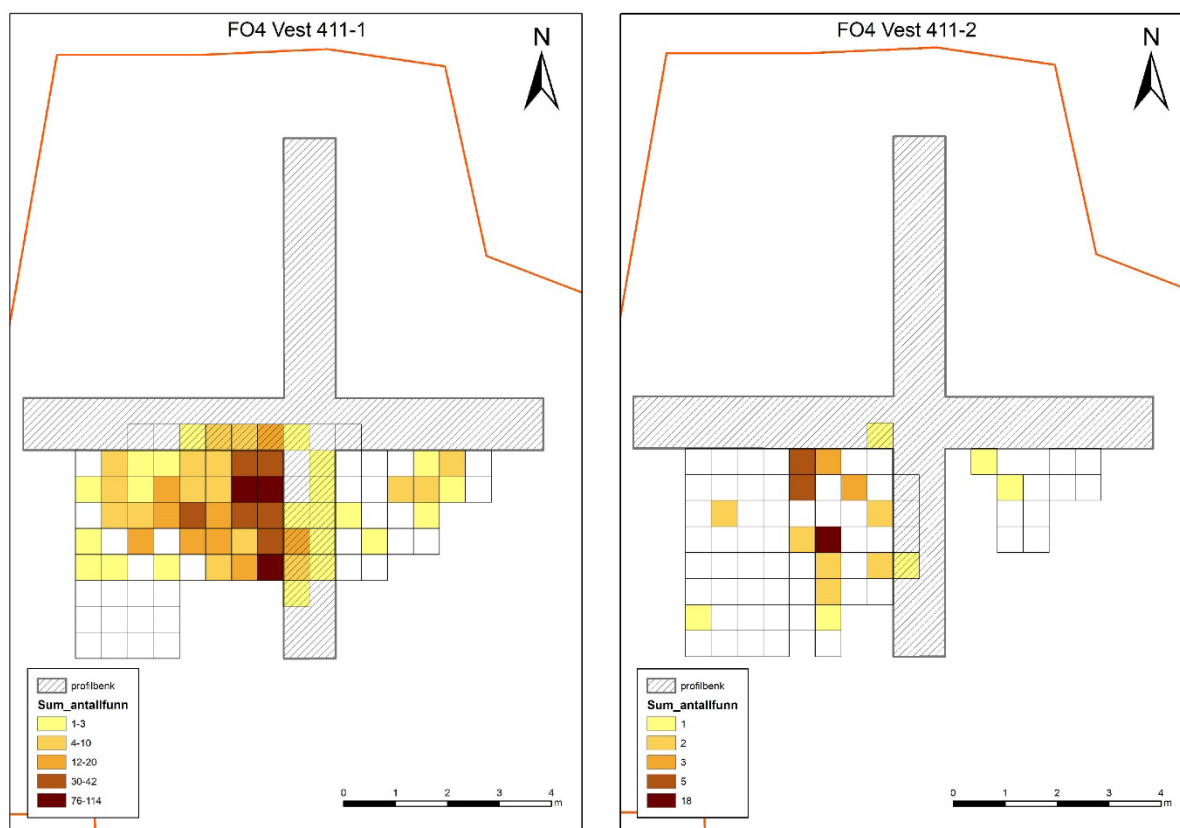 FO4 Vest 411-1
N
profilbenk
Sum_antallfunn
1-3
4-10
12-20
30-42
76-114
0 1 2 3 4
m
FO4 Vest 411-2
N
profilbenk
Sum_antallfunn
1
2
3
5
18
0 1 2 3 4
m